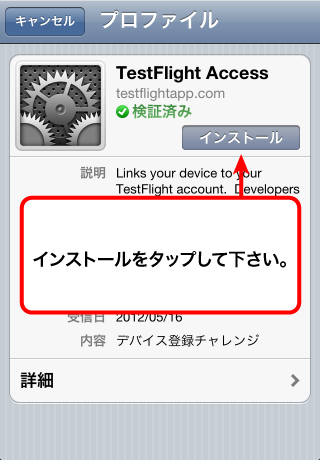 キャンセル プロファイル
TestFlight Access
testflightapp.com
検証済み
インストール
説明 Links your device to your
TestFlight account. Developers
インストールをタップして下さい。
受信日 2012/05/16
内容 デバイス登録チャレンジ
詳細